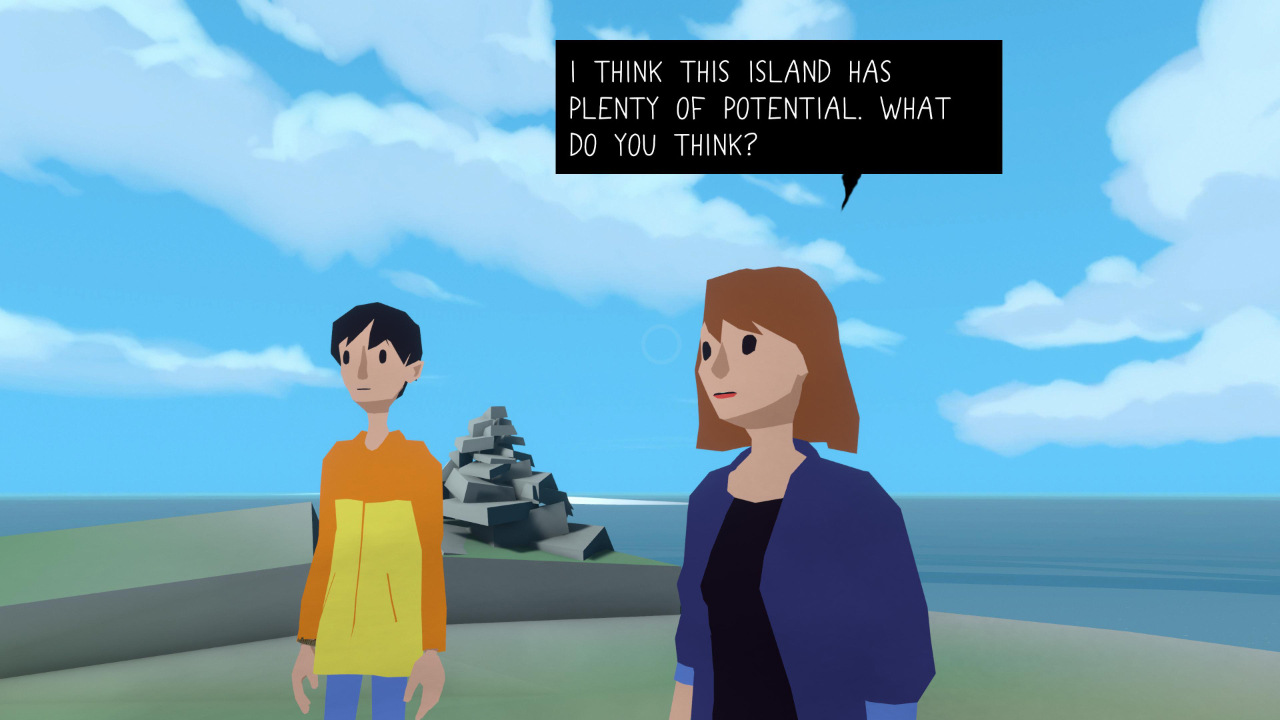 I THINK THIS ISLAND HAS
PLENTY OF POTENTIAL. WHAT
DO YOU THINK?